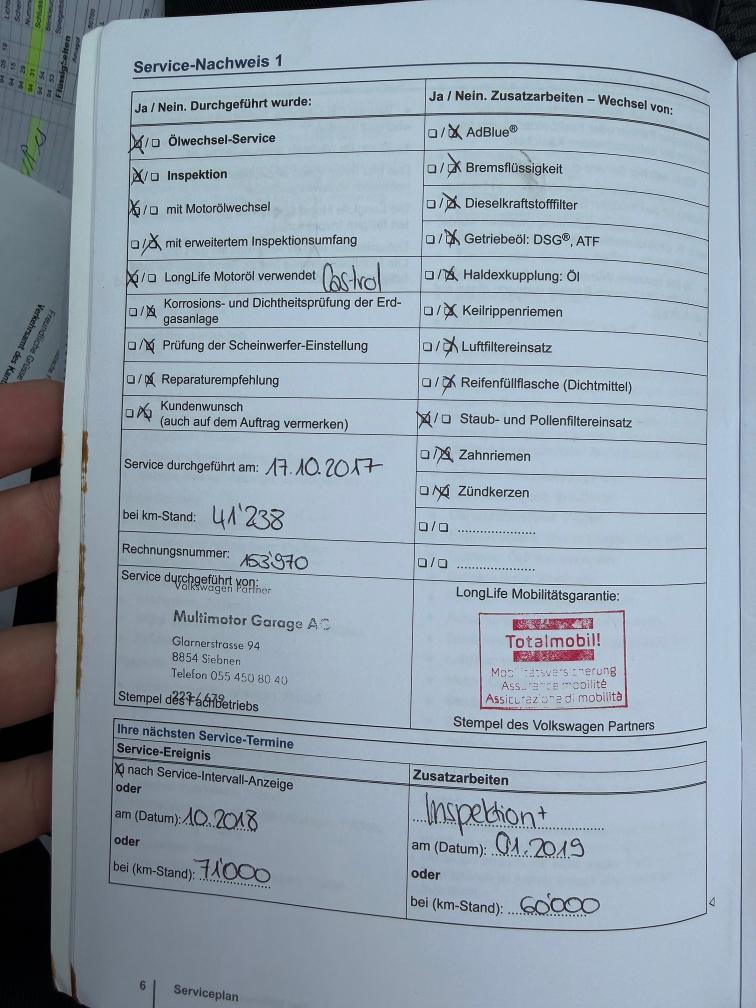 Service-Nachweis 1
Ja / Nein. Durchgeführt wurde:
☒/☐ Ölwechsel-Service
☒/☐ Inspektion
☒/☐ mit Motorölwechsel
☐/☒ mit erweitertem Inspektionsumfang
☒/☐ LongLife Motoröl verwendet Castrol
☐/☒ Korrosions- und Dichtheitsprüfung der Erd-
gasanlage
☐/☒ Prüfung der Scheinwerfer-Einstellung
☐/☒ Reparaturempfehlung
☐/☒ Kundenwunsch
(auch auf dem Auftrag vermerken)
Service durchgeführt am: 17.10.2017
bei km-Stand: 41'238
Rechnungsnummer: 153'970
Service durchgeführt von:
Volkswagen Partner
Multimotor Garage AG
Glarnerstrasse 94
8854 Siebnen
Telefon 055 450 80 40
223 / 679
Stempel des Fachbetriebs
Ja / Nein. Zusatzarbeiten – Wechsel von:
☐/☒ AdBlue®
☐/☒ Bremsflüssigkeit
☐/☒ Dieselkraftstofffilter
☐/☒ Getriebeöl: DSG®, ATF
☐/☒ Haldexkupplung: Öl
☐/☒ Keilrippenriemen
☐/☒ Luftfiltereinsatz
☐/☒ Reifenfüllflasche (Dichtmittel)
☒/☐ Staub- und Pollenfiltereinsatz
☐/☒ Zahnriemen
☐/☒ Zündkerzen
☐/☐ ......................
☐/☐ ......................
LongLife Mobilitätsgarantie:
Totalmobil!
Mobilitätsversicherung
Assurance mobilité
Assicurazione di mobilità
Stempel des Volkswagen Partners
Ihre nächsten Service-Termine
Service-Ereignis
☒ nach Service-Intervall-Anzeige
oder
am (Datum): 10.2018
oder
bei (km-Stand): 71'000
Zusatzarbeiten
Inspektion+
am (Datum): 01.2019
oder
bei (km-Stand): 60'000
6 Serviceplan